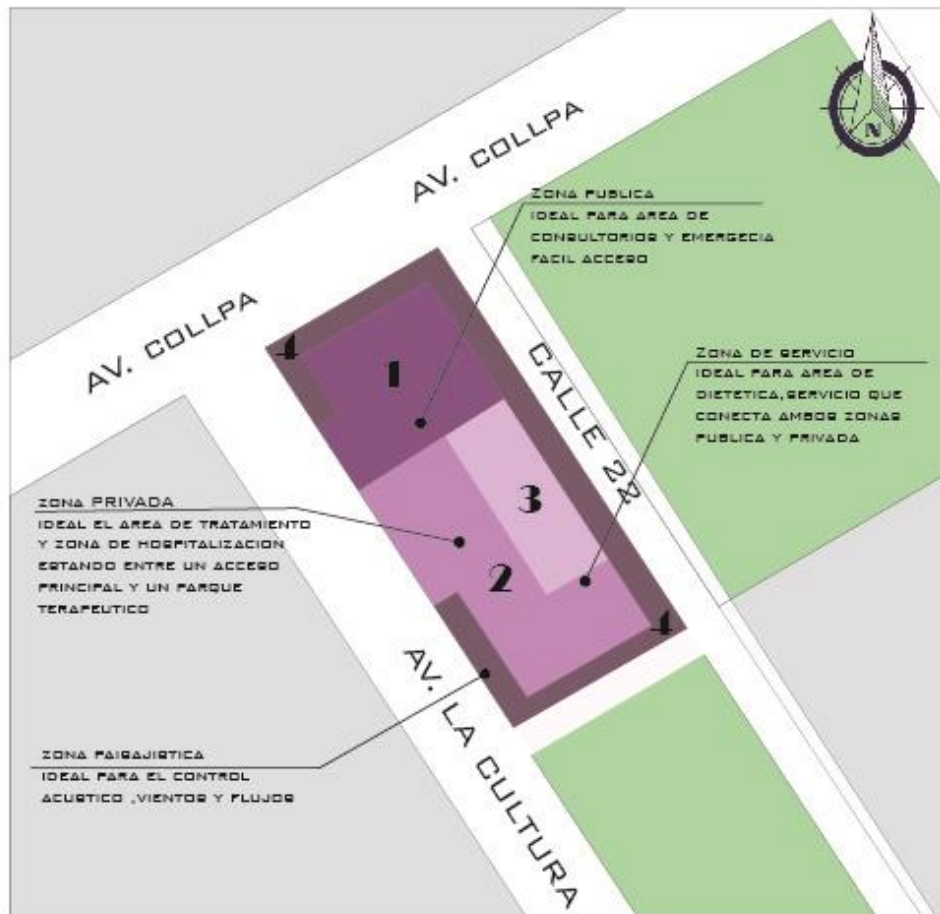 N
AV. COLLPA
ZONA PUBLICA
IDEAL PARA AREA DE
CONSULTORIOS Y EMERGECIA
FACIL ACCESO
AV. COLLPA
4
1
CALLE 28
ZONA DE SERVICIO
IDEAL PARA AREA DE
DIETETICA,SERVICIO QUE
CONECTA AMBOS ZONAS
PUBLICA Y PRIVADA
3
ZONA PRIVADA
IDEAL EL AREA DE TRATAMIENTO
Y ZONA DE HOSPITALIZACION
ESTANDO ENTRE UN ACCESO
PRINCIPAL Y UN PARQUE
TERAPEUTICO
2
4
AV. LA CULTURA
ZONA PAISAJISTICA
IDEAL PARA EL CONTROL
ACUSTICO ,VIENTOS Y FLUJOS